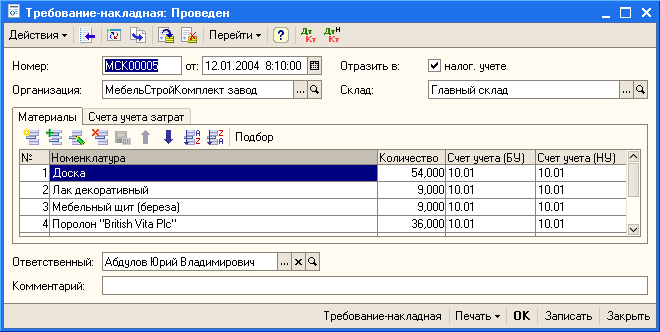 Требование-накладная: Проведен
Действия Перейти ? Дт Кт Дт Н Кт
Номер: МСК00005 от: 12.01.2004 8:10:00 Отразить в: налог. учете
Организация: МебельСтройКомплект завод ... Склад: Главный склад ...
Материалы Счета учета затрат
Подбор
№ Номенклатура Количество Счет учета (БУ) Счет учета (НУ)
1 Доска 54,000 10.01 10.01
2 Лак декоративный 9,000 10.01 10.01
3 Мебельный щит (береза) 9,000 10.01 10.01
4 Поролон "British Vita Plc" 36,000 10.01 10.01
Ответственный: Абдулов Юрий Владимирович ...
Комментарий:
Требование-накладная Печать OK Записать Закрыть